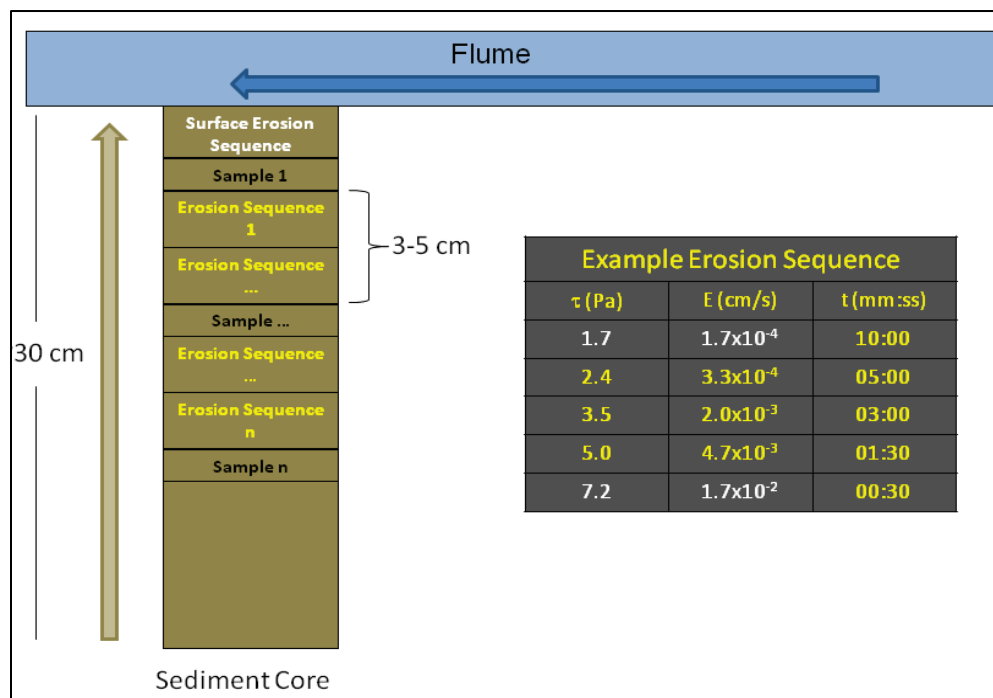 Flume
Surface Erosion
Sequence
Sample 1
Erosion Sequence
1
Erosion Sequence
...
Sample ...
Erosion Sequence
...
Erosion Sequence
n
Sample n
3-5 cm
30 cm
Sediment Core
Example Erosion Sequence
τ (Pa) E (cm/s) t (mm:ss)
1.7 1.7x10⁻⁴ 10:00
2.4 3.3x10⁻⁴ 05:00
3.5 2.0x10⁻³ 03:00
5.0 4.7x10⁻³ 01:30
7.2 1.7x10⁻² 00:30